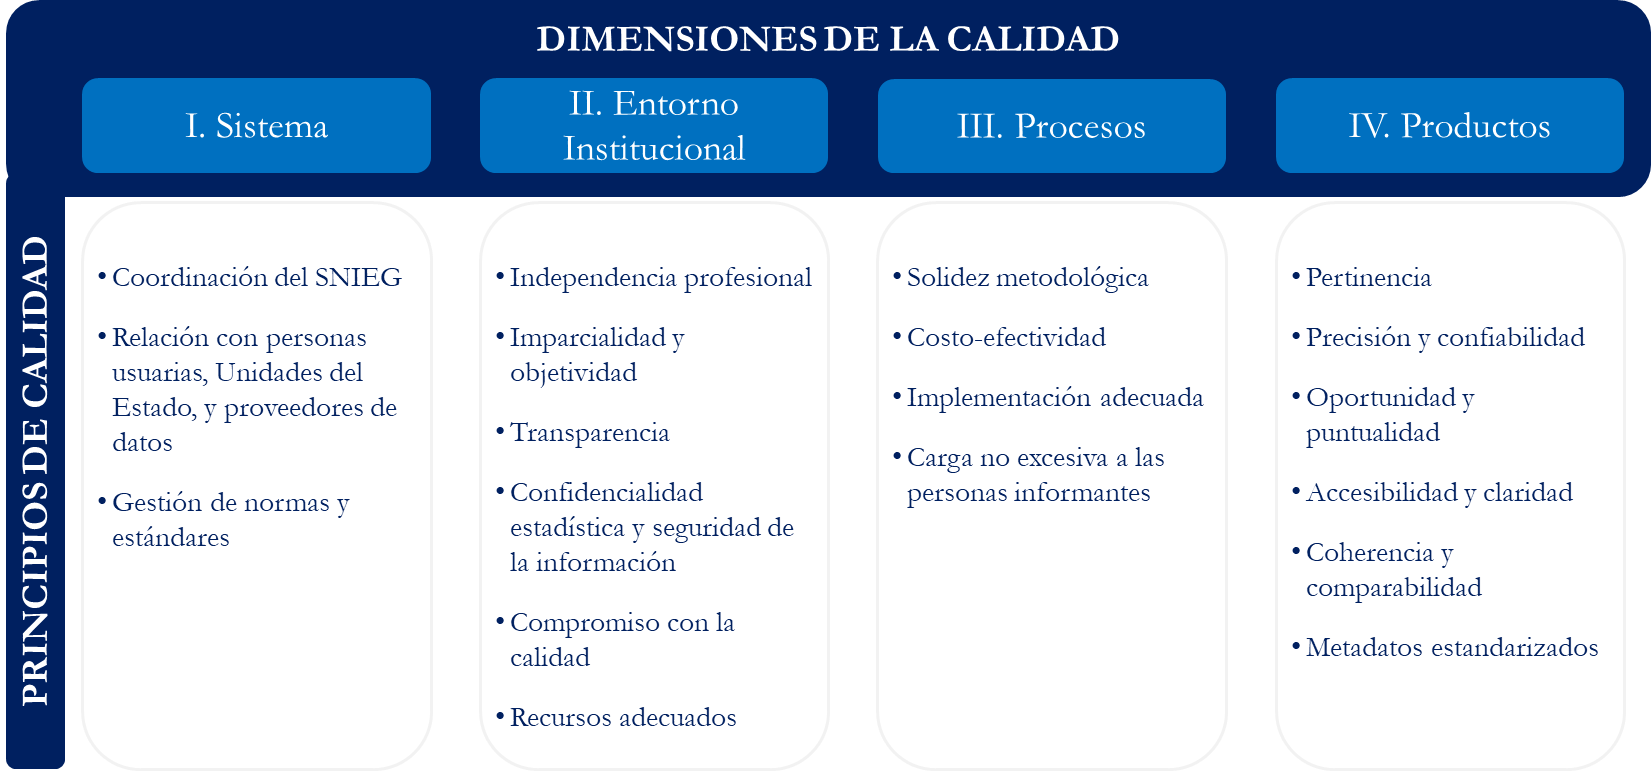 DIMENSIONES DE LA CALIDAD
I. Sistema
II. Entorno
Institucional
III. Procesos
IV. Productos
PRINCIPIOS DE CALIDAD
• Coordinación del SNIEG
• Relación con personas
usuarias, Unidades del
Estado, y proveedores de
datos
• Gestión de normas y
estándares
• Independencia profesional
• Imparcialidad y
objetividad
• Transparencia
• Confidencialidad
estadística y seguridad de
la información
• Compromiso con la
calidad
• Recursos adecuados
• Solidez metodológica
• Costo-efectividad
• Implementación adecuada
• Carga no excesiva a las
personas informantes
• Pertinencia
• Precisión y confiabilidad
• Oportunidad y
puntualidad
• Accesibilidad y claridad
• Coherencia y
comparabilidad
• Metadatos estandarizados